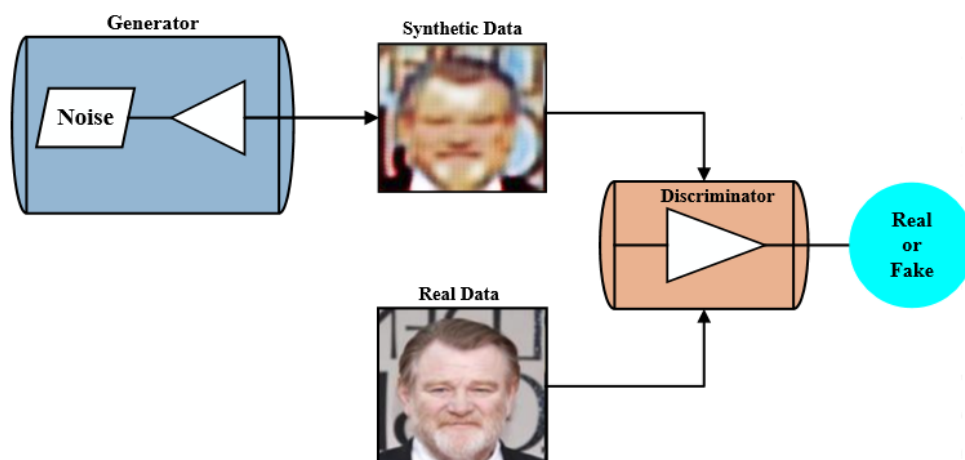 Generator
Synthetic Data
Noise
Discriminator
Real
or
Fake
Real Data